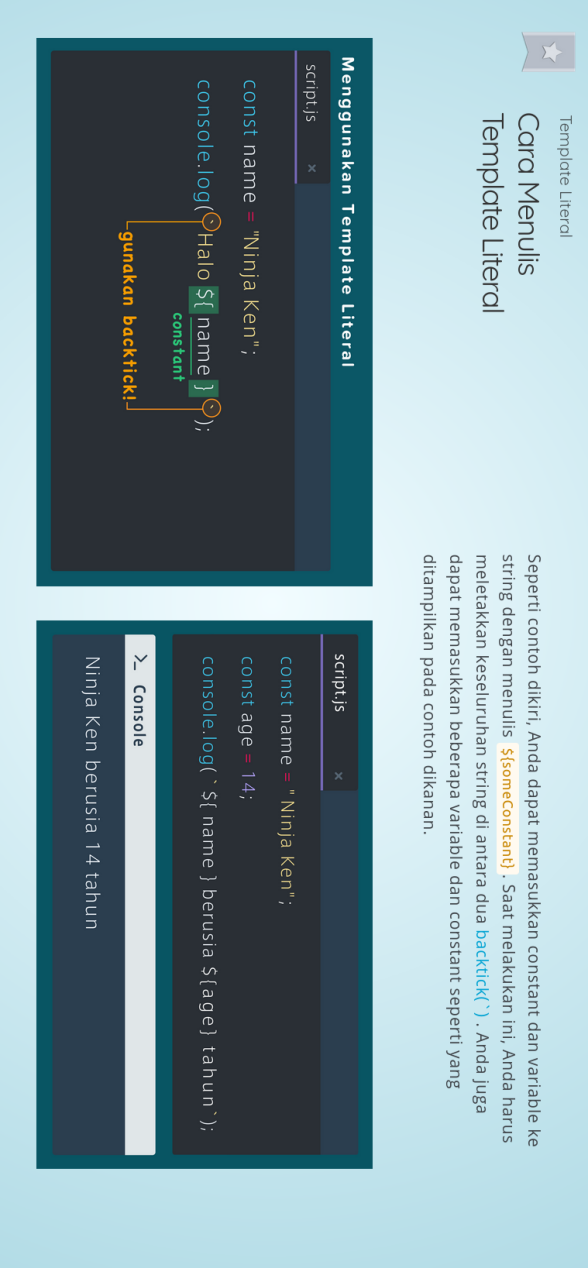 Template Literal
Cara Menulis
Template Literal
Seperti contoh dikiri, Anda dapat memasukkan constant dan variable ke
string dengan menulis ${someConstant}. Saat melakukan ini, Anda harus
meletakkan keseluruhan string di antara dua backtick(`) . Anda juga
dapat memasukkan beberapa variable dan constant seperti yang
ditampilkan pada contoh dikanan.
Menggunakan Template Literal
script.js ×
const name = "Ninja Ken";
console.log(`Halo ${ name }`);
constant
gunakan backtick!
script.js ×
const name = " Ninja Ken";
const age = 14;
console.log( ` ${ name } berusia ${age} tahun`);
>_ Console
Ninja Ken berusia 14 tahun